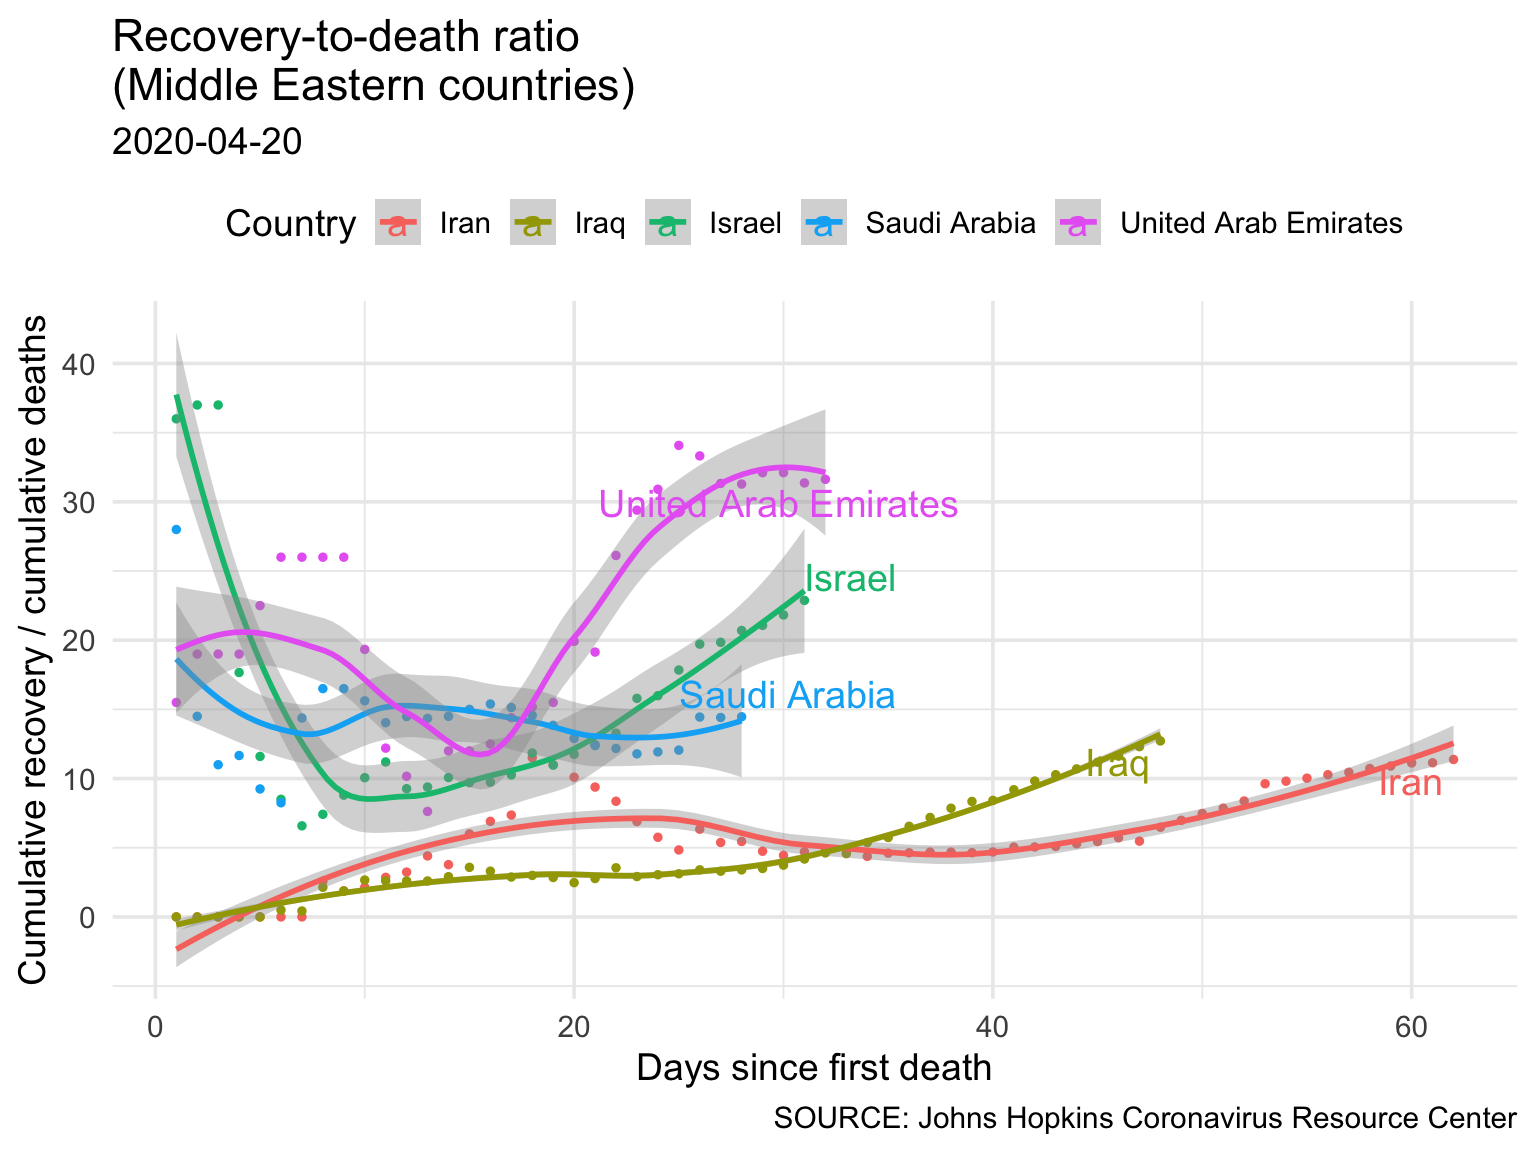 Recovery-to-death ratio
(Middle Eastern countries)
2020-04-20
Country a Iran a Iraq a Israel a Saudi Arabia a United Arab Emirates
Cumulative recovery / cumulative deaths
40
30
20
10
0
United Arab Emirates
Israel
Saudi Arabia
Iraq
Iran
0 20 40 60
Days since first death
SOURCE: Johns Hopkins Coronavirus Resource Center